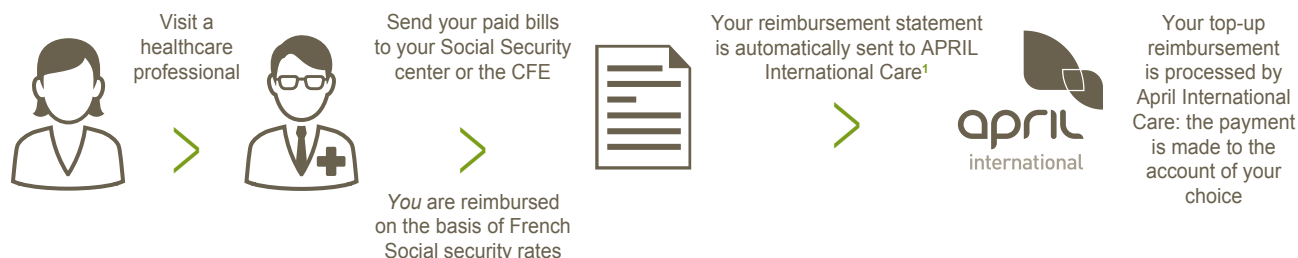 Visit a
healthcare
professional
Send your paid bills
to your Social Security
center or the CFE
You are reimbursed
on the basis of French
Social security rates
Your reimbursement statement
is automatically sent to APRIL
International Care¹
april
international
Your top-up
reimbursement
is processed by
April International
Care: the payment
is made to the
account of your
choice